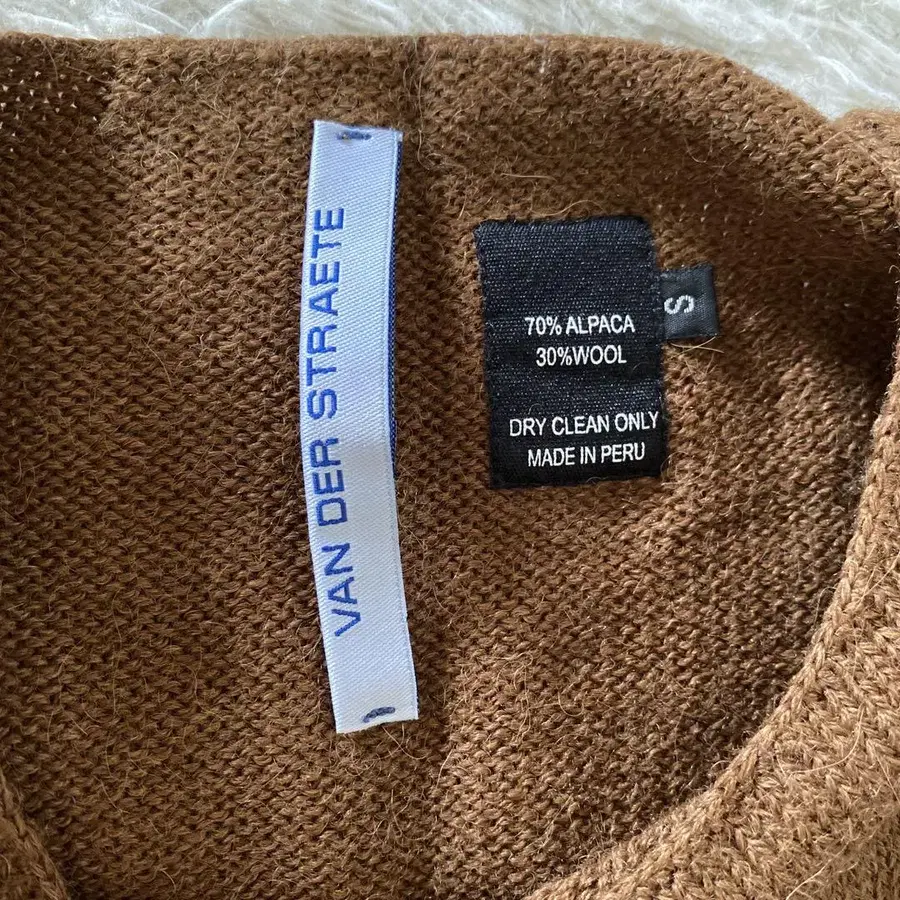 VAN DER STRAETE
70% ALPACA
30%WOOL
DRY CLEAN ONLY
MADE IN PERU
S